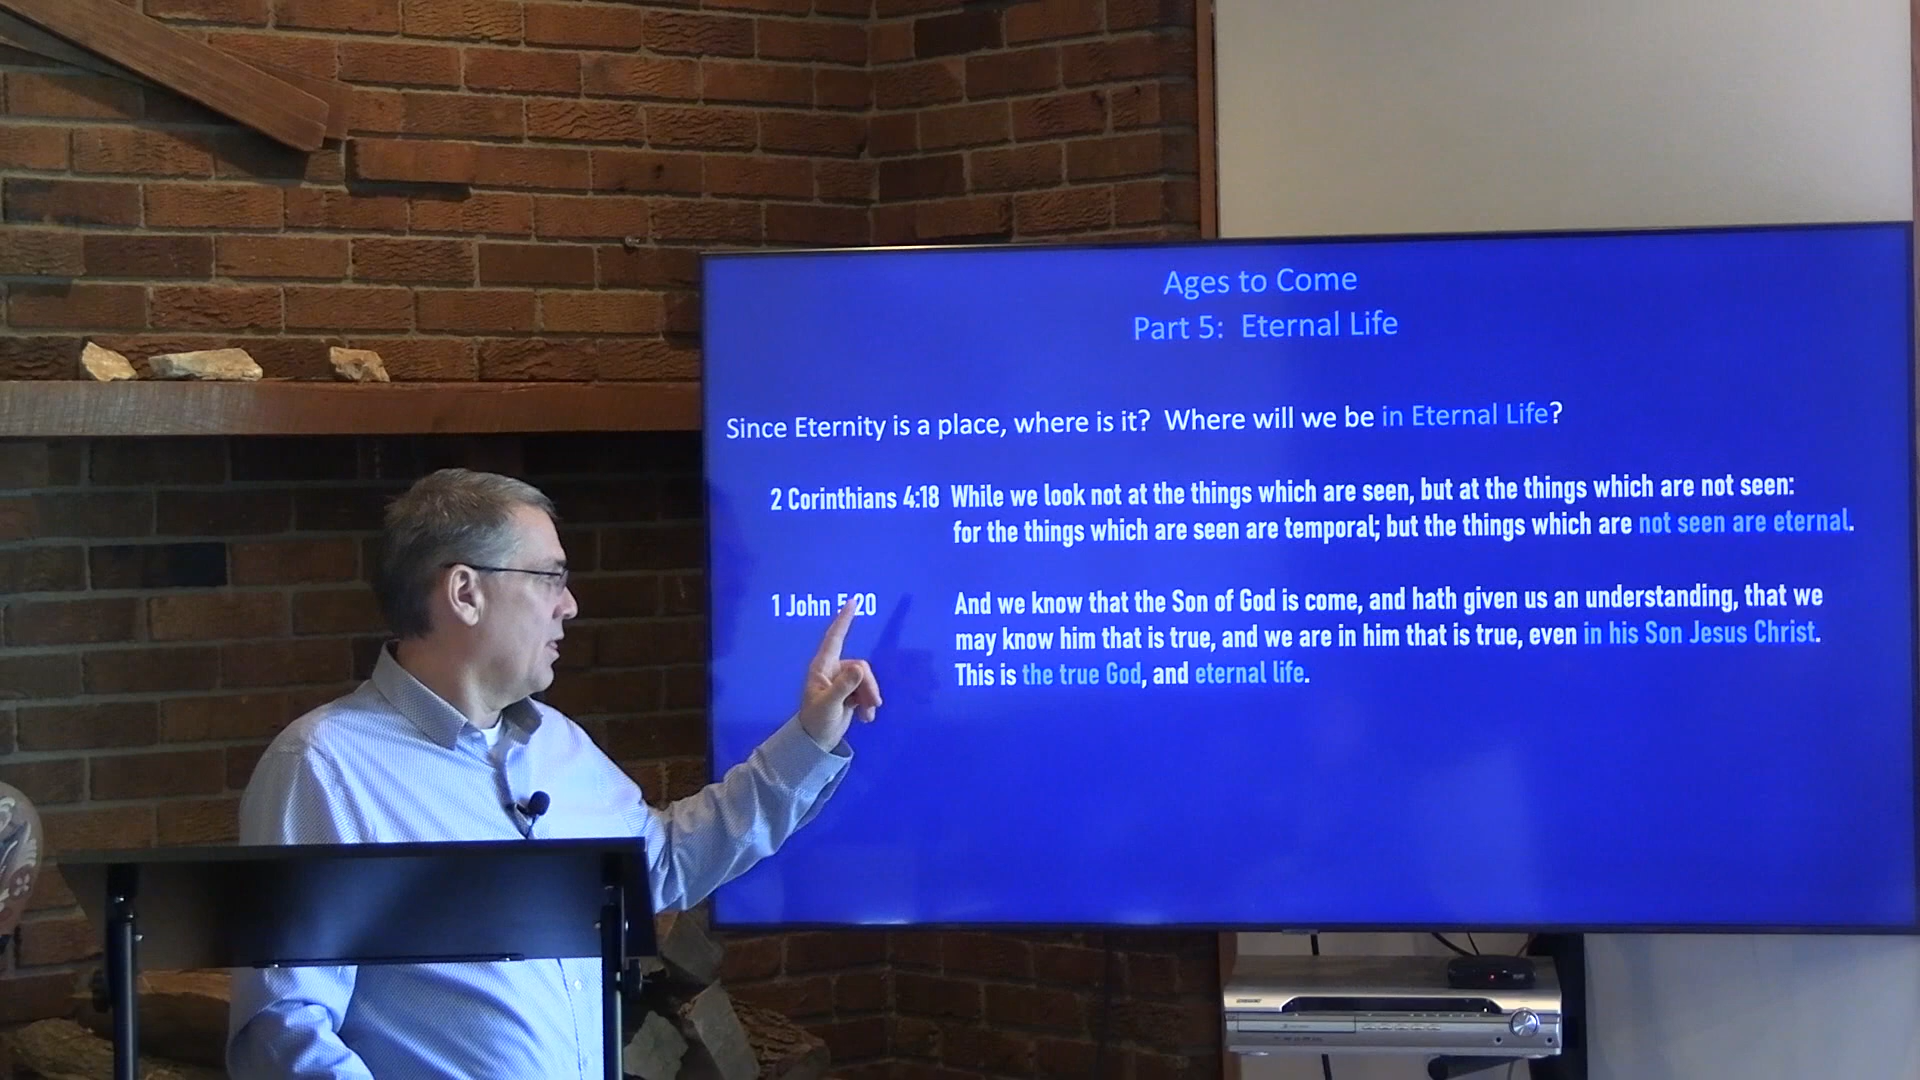 Ages to Come
Part 5: Eternal Life
Since Eternity is a place, where is it? Where will we be in Eternal Life?
2 Corinthians 4:18 While we look not at the things which are seen, but at the things which are not seen:
for the things which are seen are temporal; but the things which are not seen are eternal.
1 John 5:20 And we know that the Son of God is come, and hath given us an understanding, that we
may know him that is true, and we are in him that is true, even in his Son Jesus Christ.
This is the true God, and eternal life.